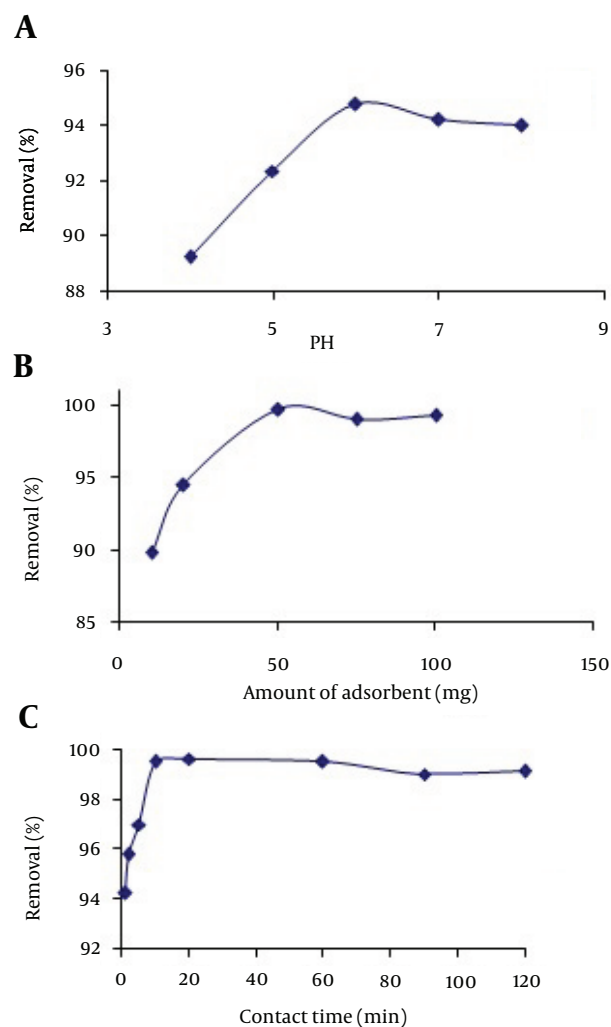 A
96
94
92
90
88
Removal (%)
3 5 7 9
PH
B
100
95
90
85
Removal (%)
0 50 100 150
Amount of adsorbent (mg)
C
100
98
96
94
92
Removal (%)
0 20 40 60 80 100 120
Contact time (min)